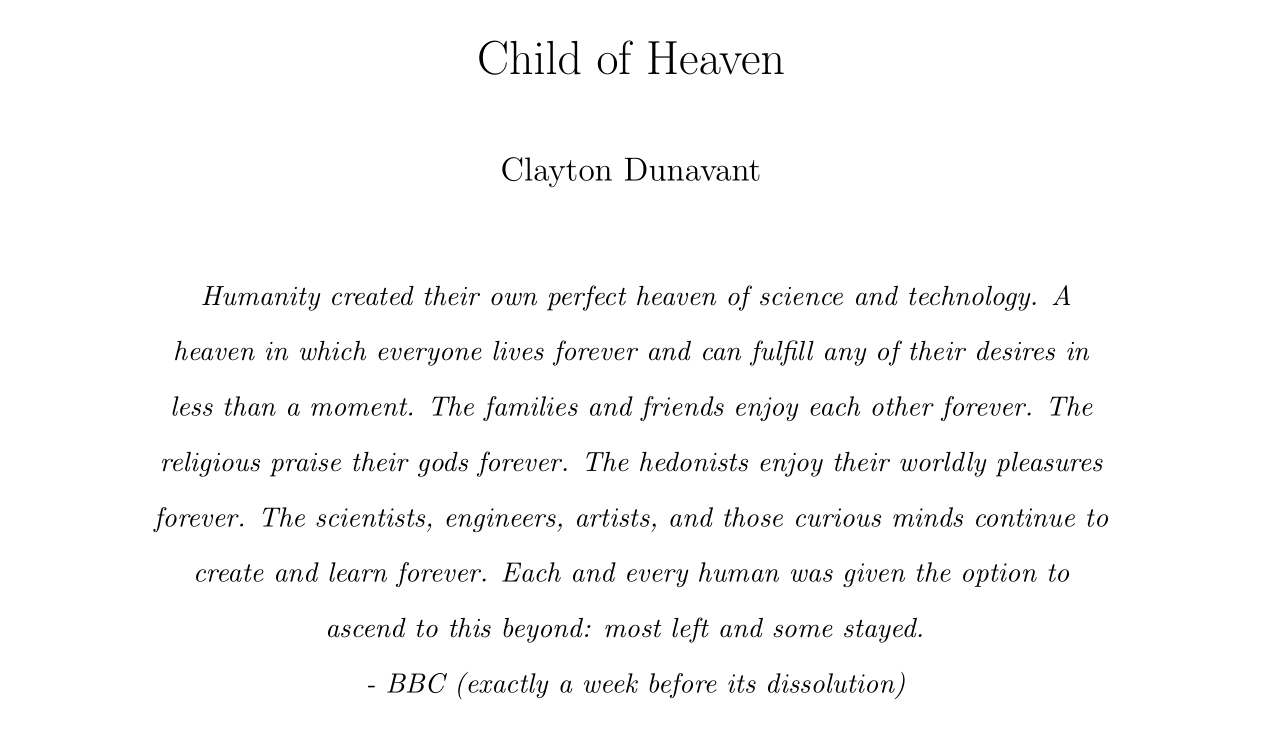 Child of Heaven
Clayton Dunavant
Humanity created their own perfect heaven of science and technology. A
heaven in which everyone lives forever and can fulfill any of their desires in
less than a moment. The families and friends enjoy each other forever. The
religious praise their gods forever. The hedonists enjoy their worldly pleasures
forever. The scientists, engineers, artists, and those curious minds continue to
create and learn forever. Each and every human was given the option to
ascend to this beyond: most left and some stayed.
- BBC (exactly a week before its dissolution)